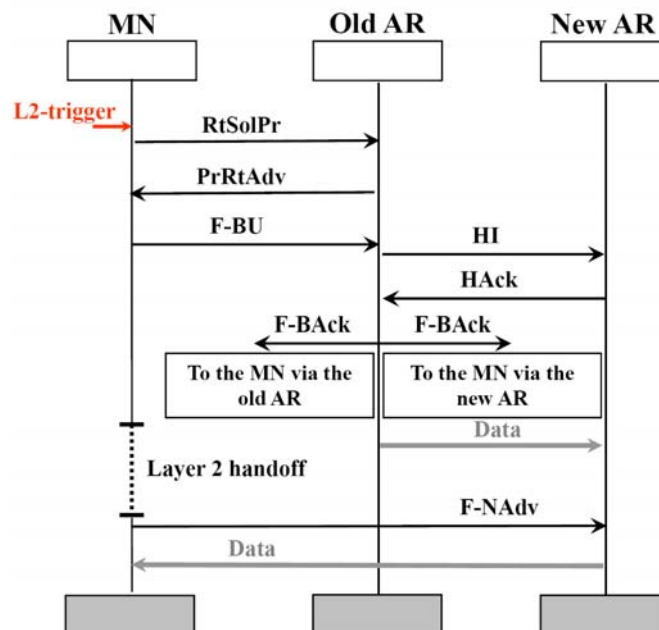 MN Old AR New AR
L2-trigger
RtSolPr
PrRtAdv
F-BU
HI
HAck
F-BAck F-BAck
To the MN via the
old AR
To the MN via the
new AR
Data
Layer 2 handoff
F-NAdv
Data